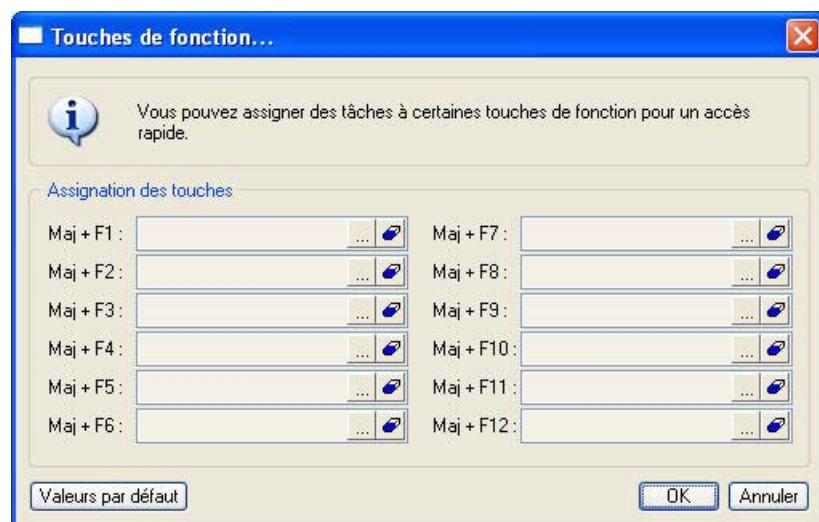 Touches de fonction...
Vous pouvez assigner des tâches à certaines touches de fonction pour un accès
rapide.
Assignation des touches
Maj + F1 : ...
Maj + F2 : ...
Maj + F3 : ...
Maj + F4 : ...
Maj + F5 : ...
Maj + F6 : ...
Maj + F7 : ...
Maj + F8 : ...
Maj + F9 : ...
Maj + F10 : ...
Maj + F11 : ...
Maj + F12 : ...
Valeurs par défaut
OK
Annuler